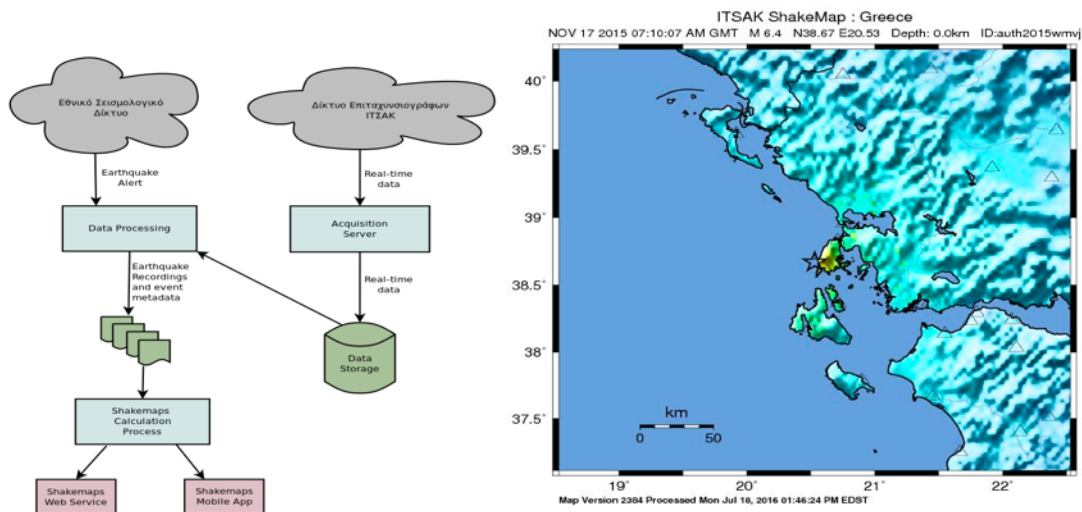 Εθνικό Σεισμολογικό
Δίκτυο
Δίκτυο Επιταχυνσιογράφων
ΙΤΣΑΚ
Earthquake
Alert
Real-time
data
Data Processing
Acquisition
Server
Earthquake
Recordings
and event
metadata
Real-time
data
Data
Storage
Shakemaps
Calculation
Process
Shakemaps
Web Service
Shakemaps
Mobile App
ITSAK ShakeMap : Greece
NOV 17 2015 07:10:07 AM GMT M 6.4 N38.67 E20.53 Depth: 0.0km ID:auth2015wmvj
40°
39.5°
39°
38.5°
38°
37.5°
km
0 50
19° 20° 21° 22°
Map Version 2384 Processed Mon Jul 18, 2016 01:46:24 PM EDST